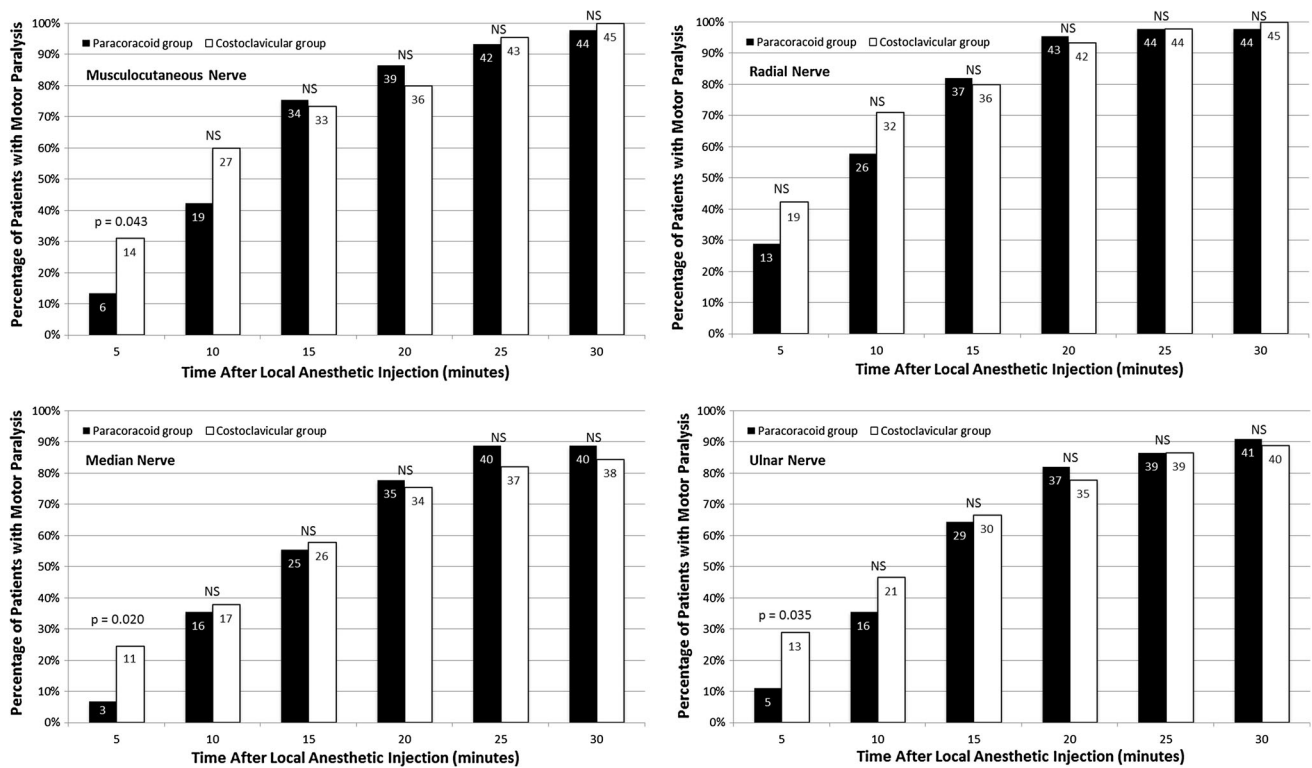 Percentage of Patients with Motor Paralysis
100%
90%
80%
70%
60%
50%
40%
30%
20%
10%
0%
Paracoracoid group Costoclavicular group
Musculocutaneous Nerve
p = 0.043
NS
NS
NS
NS
NS
6 14 19 27 34 33 39 36 42 43 44 45
5 10 15 20 25 30
Time After Local Anesthetic Injection (minutes)
Percentage of Patients with Motor Paralysis
100%
90%
80%
70%
60%
50%
40%
30%
20%
10%
0%
Paracoracoid group Costoclavicular group
Radial Nerve
NS
NS
NS
NS
NS
NS
13 19 26 32 37 36 43 42 44 44 44 45
5 10 15 20 25 30
Time After Local Anesthetic Injection (minutes)
Percentage of Patients with Motor Paralysis
100%
90%
80%
70%
60%
50%
40%
30%
20%
10%
0%
Paracoracoid group Costoclavicular group
Median Nerve
p = 0.020
NS
NS
NS
NS
NS
3 11 16 17 25 26 35 34 40 37 40 38
5 10 15 20 25 30
Time After Local Anesthetic Injection (minutes)
Percentage of Patients with Motor Paralysis
100%
90%
80%
70%
60%
50%
40%
30%
20%
10%
0%
Paracoracoid group Costoclavicular group
Ulnar Nerve
p = 0.035
NS
NS
NS
NS
NS
5 13 16 21 29 30 37 35 39 39 41 40
5 10 15 20 25 30
Time After Local Anesthetic Injection (minutes)